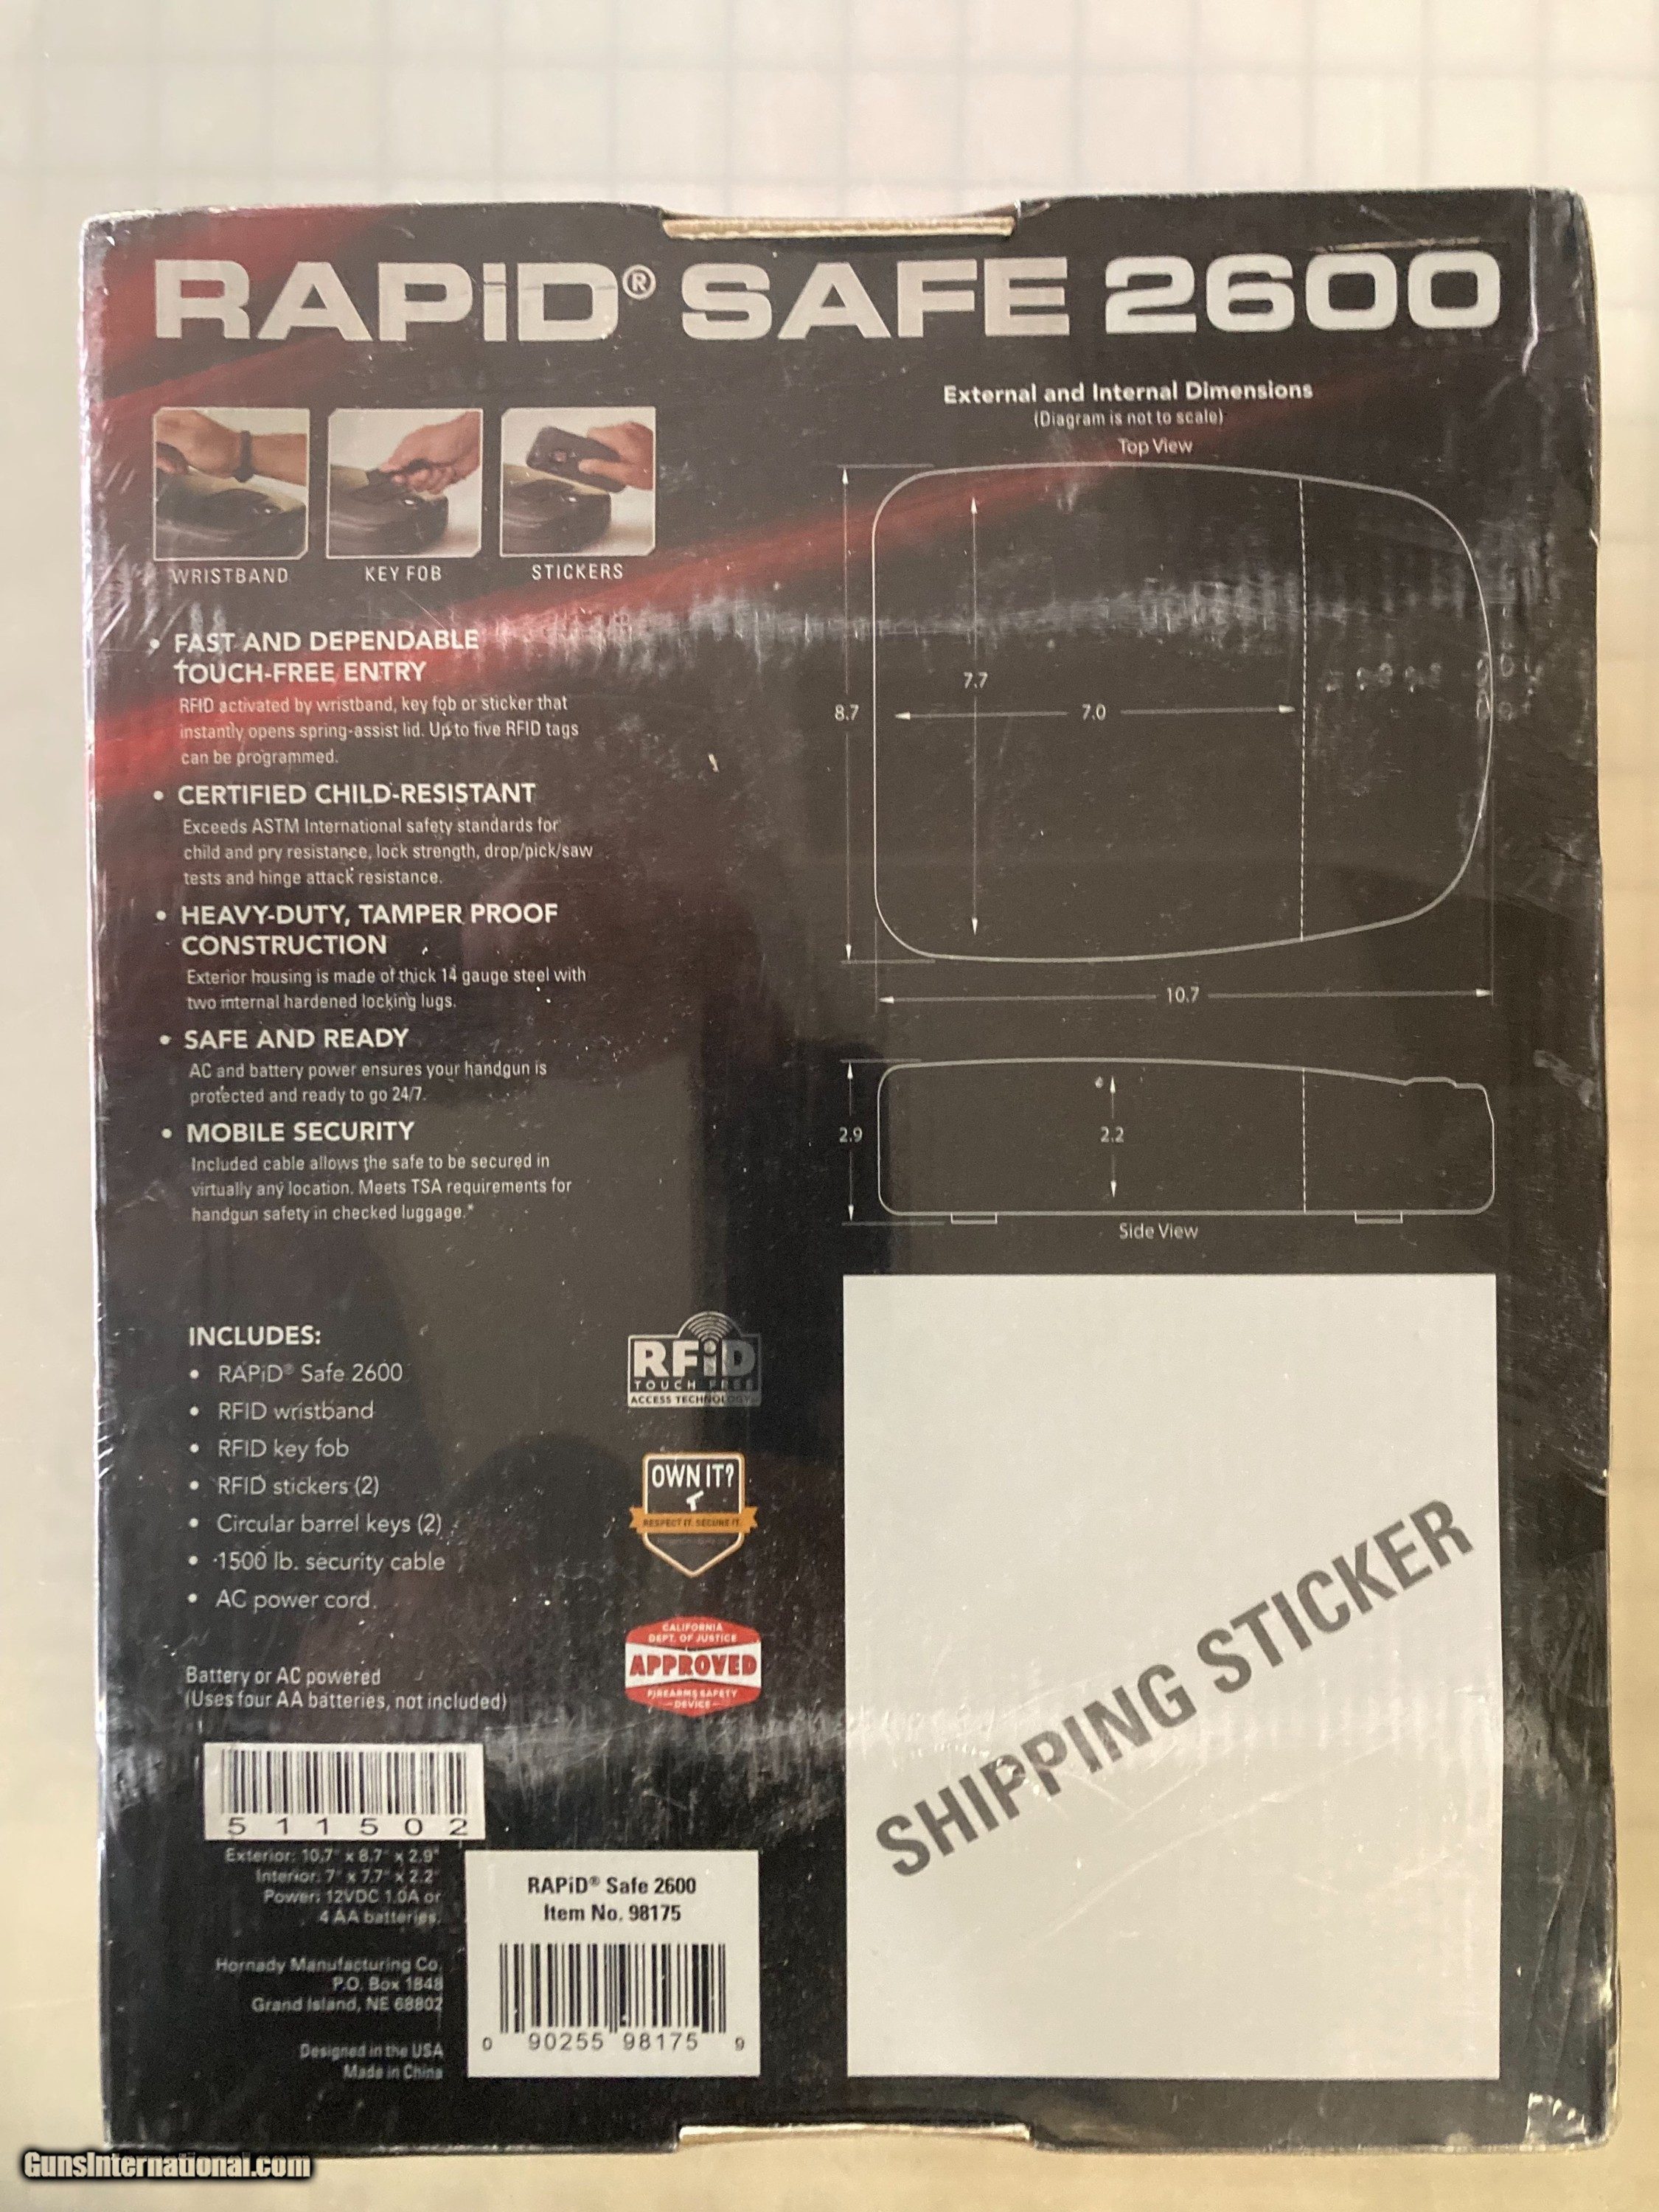 RAPiD® SAFE 2600
WRISTBAND
KEY FOB
STICKERS
• FAST AND DEPENDABLE
TOUCH-FREE ENTRY
RFID activated by wristband, key fob or sticker that
instantly opens spring-assist lid. Up to five RFID tags
can be programmed.
• CERTIFIED CHILD-RESISTANT
Exceeds ASTM International safety standards for
child and pry resistance, lock strength, drop/pick/saw
tests and hinge attack resistance.
• HEAVY-DUTY, TAMPER PROOF
CONSTRUCTION
Exterior housing is made of thick 14 gauge steel with
two internal hardened locking lugs.
• SAFE AND READY
AC and battery power ensures your handgun is
protected and ready to go 24/7.
• MOBILE SECURITY
Included cable allows the safe to be secured in
virtually any location. Meets TSA requirements for
handgun safety in checked luggage.*
External and Internal Dimensions
(Diagram is not to scale)
Top View
7.7
8.7
7.0
10.7
2.9
2.2
Side View
INCLUDES:
• RAPiD® Safe 2600
• RFID wristband
• RFID key fob
• RFID stickers (2)
• Circular barrel keys (2)
• 1500 lb. security cable
• AC power cord
Battery or AC powered
(Uses four AA batteries, not included)
RFiD
TOUCH FREE
ACCESS TECHNOLOGY
OWN IT?
RESPECT IT. SECURE IT.
CALIFORNIA
DEPT. OF JUSTICE
APPROVED
FIREARMS SAFETY
DEVICE
SHIPPING STICKER
511502
Exterior: 10.7" x 8.7" x 2.9"
Interior: 7" x 7.7" x 2.2"
Power: 12VDC 1.0A or
4 AA batteries.
Hornady Manufacturing Co.
P.O. Box 1848
Grand Island, NE 68802
Designed in the USA
Made in China
RAPiD® Safe 2600
Item No. 98175
0 90255 98175 9
GunsInternational.com